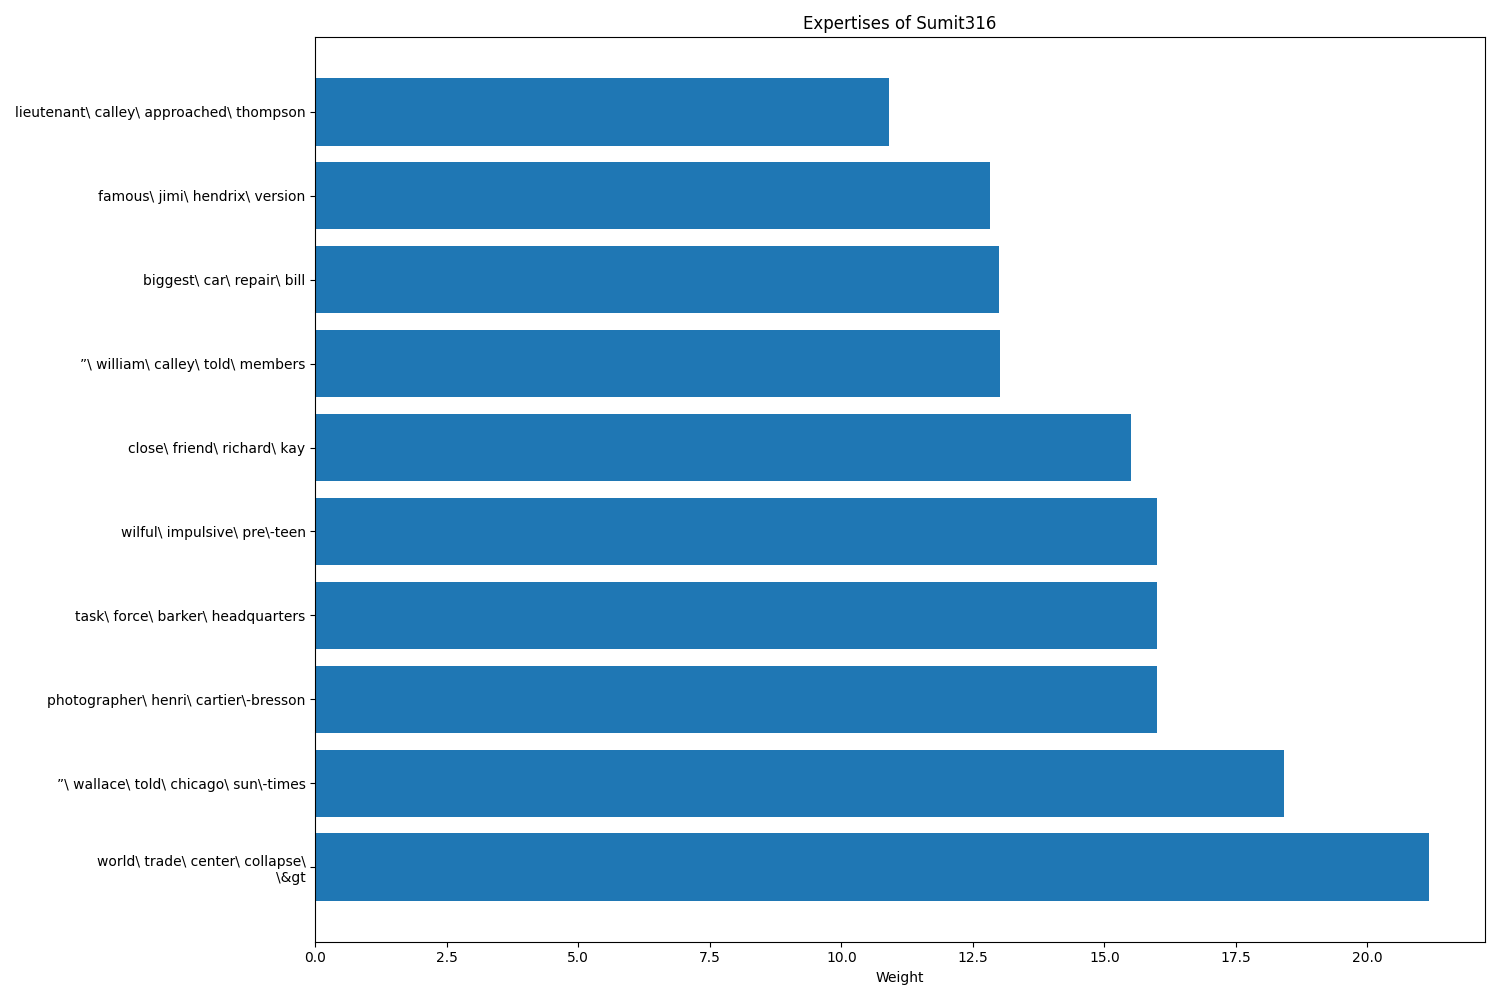 Expertises of Sumit316
lieutenant\ calley\ approached\ thompson
famous\ jimi\ hendrix\ version
biggest\ car\ repair\ bill
”\ william\ calley\ told\ members
close\ friend\ richard\ kay
wilful\ impulsive\ pre\-teen
task\ force\ barker\ headquarters
photographer\ henri\ cartier\-bresson
”\ wallace\ told\ chicago\ sun\-times
world\ trade\ center\ collapse\
\&gt
0.0 2.5 5.0 7.5 10.0 12.5 15.0 17.5 20.0
Weight